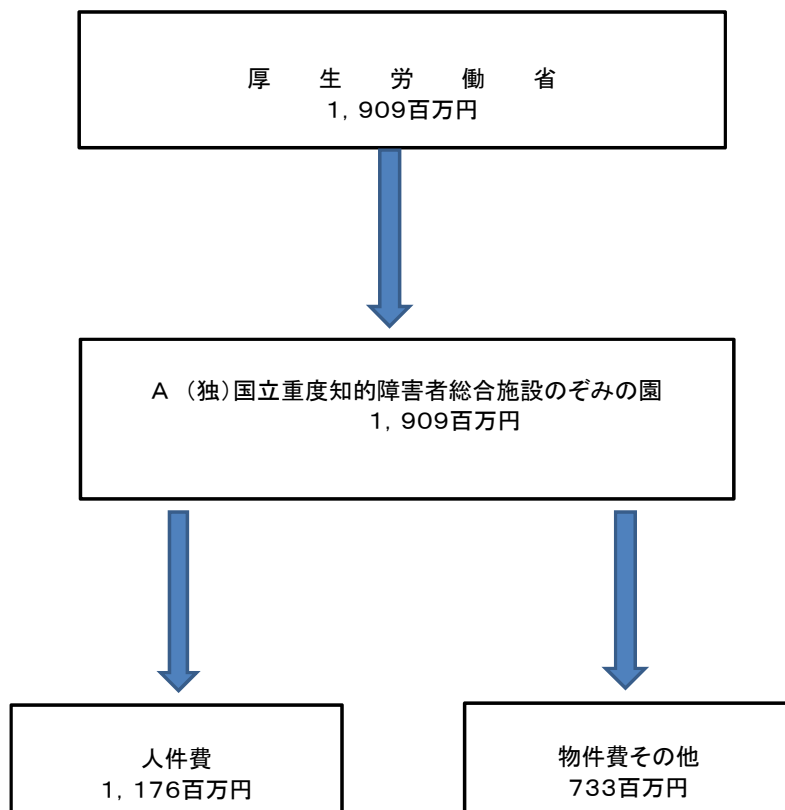 厚　生　労　働　省
１，９０９百万円
Ａ　（独）国立重度知的障害者総合施設のぞみの園
１，９０９百万円
人件費
１，１７６百万円
物件費その他
７３３百万円